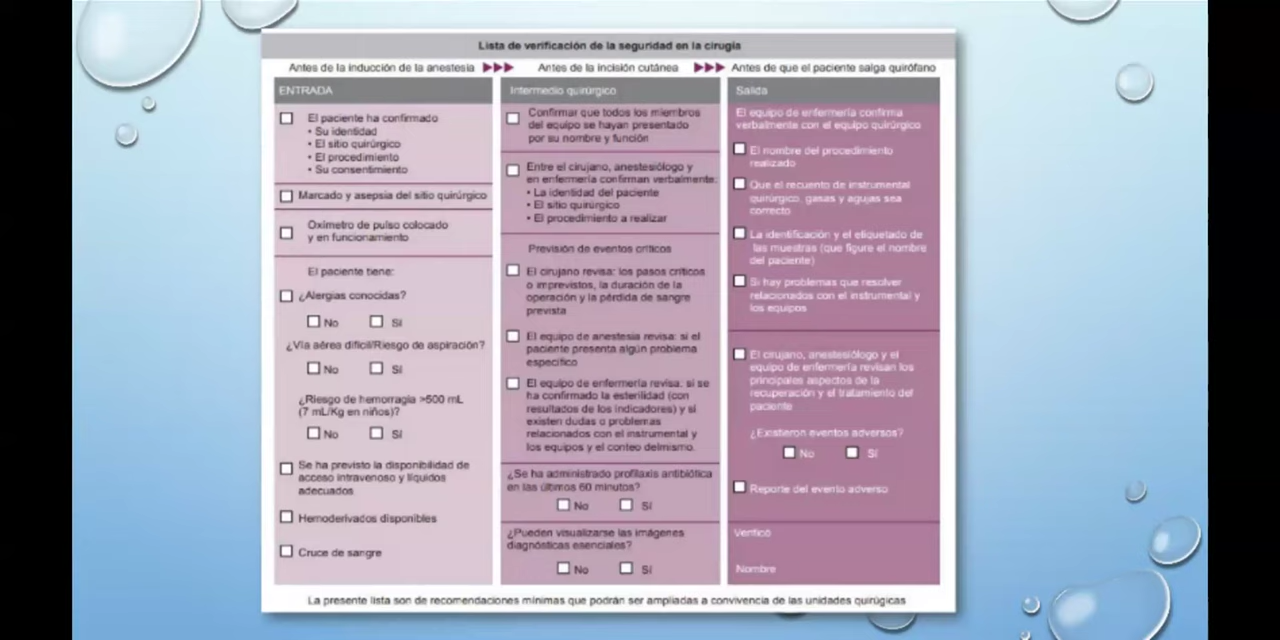 Lista de verificación de la seguridad en la cirugía
Antes de la inducción de la anestesia
Antes de la incisión cutánea
Antes de que el paciente salga quirófano
ENTRADA
El paciente ha confirmado
• Su identidad
• El sitio quirúrgico
• El procedimiento
• Su consentimiento
Marcado y asepsia del sitio quirúrgico
Oxímetro de pulso colocado
y en funcionamiento
El paciente tiene:
¿Alergias conocidas?
No Sí
¿Vía aérea difícil/Riesgo de aspiración?
No Sí
¿Riesgo de hemorragia >500 mL
(7 mL/Kg en niños)?
No Sí
Se ha previsto la disponibilidad de
acceso intravenoso y líquidos
adecuados
Hemoderivados disponibles
Cruce de sangre
Intermedio quirúrgico
Confirmar que todos los miembros
del equipo se hayan presentado
por su nombre y función
Entre el cirujano, anestesiólogo y
en enfermería confirman verbalmente:
• La identidad del paciente
• El sitio quirúrgico
• El procedimiento a realizar
Previsión de eventos críticos
El cirujano revisa: los pasos críticos
o imprevistos, la duración de la
operación y la pérdida de sangre
prevista
El equipo de anestesia revisa: si el
paciente presenta algún problema
específico
El equipo de enfermería revisa: si se
ha confirmado la esterilidad (con
resultados de los indicadores) y si
existen dudas o problemas
relacionados con el instrumental y
los equipos y el conteo delmismo.
¿Se ha administrado profilaxis antibiótica
en las últimos 60 minutos?
No Sí
¿Pueden visualizarse las imágenes
diagnósticas esenciales?
No Sí
Salida
El equipo de enfermería confirma
verbalmente con el equipo quirúrgico
El nombre del procedimiento
realizado
Que el recuento de instrumental
quirúrgico, gasas y agujas sea
correcto
La identificación y el etiquetado de
las muestras (que figure el nombre
del paciente)
Si hay problemas que resolver
relacionados con el instrumental y
los equipos
El cirujano, anestesiólogo y el
equipo de enfermería revisan los
principales aspectos de la
recuperación y el tratamiento del
paciente
¿Existieron eventos adversos?
No Sí
Reporte del evento adverso
Verificó
Nombre
La presente lista son de recomendaciones mínimas que podrán ser ampliadas a convivencia de las unidades quirúgicas